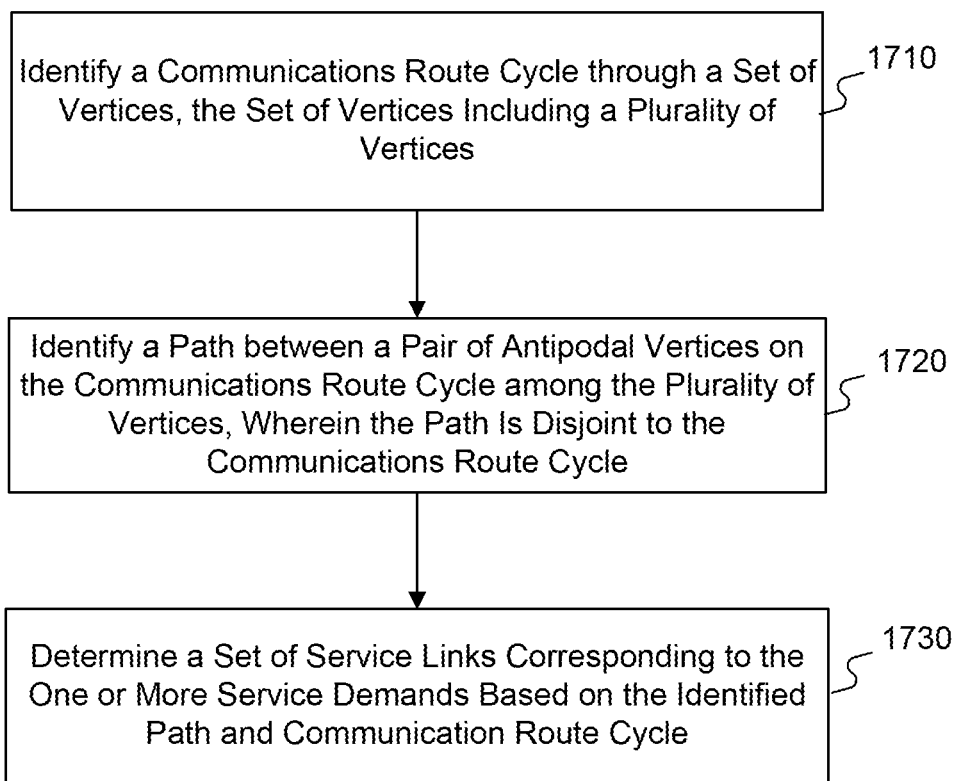 Identify a Communications Route Cycle through a Set of
Vertices, the Set of Vertices Including a Plurality of
Vertices
1710
Identify a Path between a Pair of Antipodal Vertices on
the Communications Route Cycle among the Plurality of
Vertices, Wherein the Path Is Disjoint to the
Communications Route Cycle
1720
Determine a Set of Service Links Corresponding to the
One or More Service Demands Based on the Identified
Path and Communication Route Cycle
1730